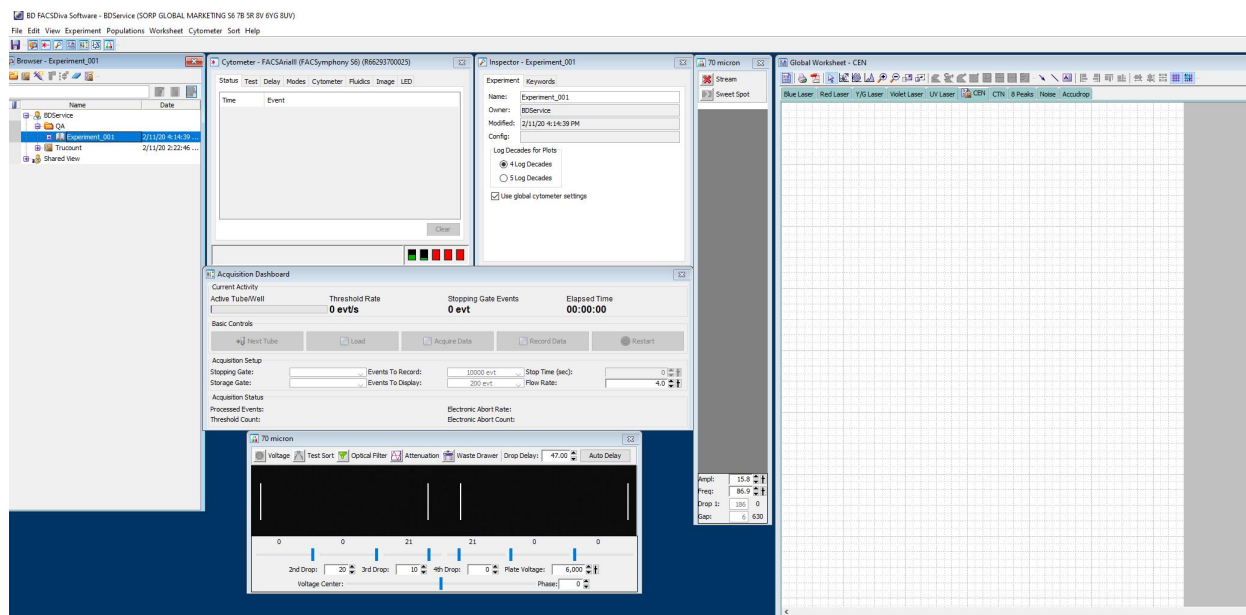 BD FACSDiva Software - BDService (SORP GLOBAL MARKETING S6 7B 5R 8V 6YG 8UV)
File Edit View Experiment Populations Worksheet Cytometer Sort Help
Browser - Experiment_001
Name Date
BDService
QA
Experiment_001 2/11/20 4:14:39 ...
Trucount 2/11/20 2:22:46 ...
Shared View
Cytometer - FACSAriaIII (FACSymphony S6) (R66293700025)
Status Test Delay Modes Cytometer Fluidics Image LED
Time Event
Clear
Inspector - Experiment_001
Experiment Keywords
Name: Experiment_001
Owner: BDService
Modified: 2/11/20 4:14:39 PM
Config:
Log Decades for Plots
4 Log Decades
5 Log Decades
Use global cytometer settings
Acquisition Dashboard
Current Activity
Active Tube/Well Threshold Rate Stopping Gate Events Elapsed Time
0 evt/s 0 evt 00:00:00
Basic Controls
Next Tube Load Acquire Data Record Data Restart
Acquisition Setup
Stopping Gate: Events To Record: 10000 evt Stop Time (sec): 0
Storage Gate: Events To Display: 200 evt Flow Rate: 4.0
Acquisition Status
Processed Events: Electronic Abort Rate:
Threshold Count: Electronic Abort Count:
70 micron
Voltage Test Sort Optical Filter Attenuation Waste Drawer Drop Delay: 47.00 Auto Delay
0 0 21 21 0 0
2nd Drop: 20 3rd Drop: 10 4th Drop: 0 Plate Voltage: 6,000
Voltage Center: Phase: 0
70 micron
Stream
Sweet Spot
Ampl: 15.8
Freq: 86.9
Drop 1: 186 0
Gap: 6 630
Global Worksheet - CEN
Blue Laser Red Laser Y/G Laser Violet Laser UV Laser CEN CTN 8 Peaks Noise Accudrop